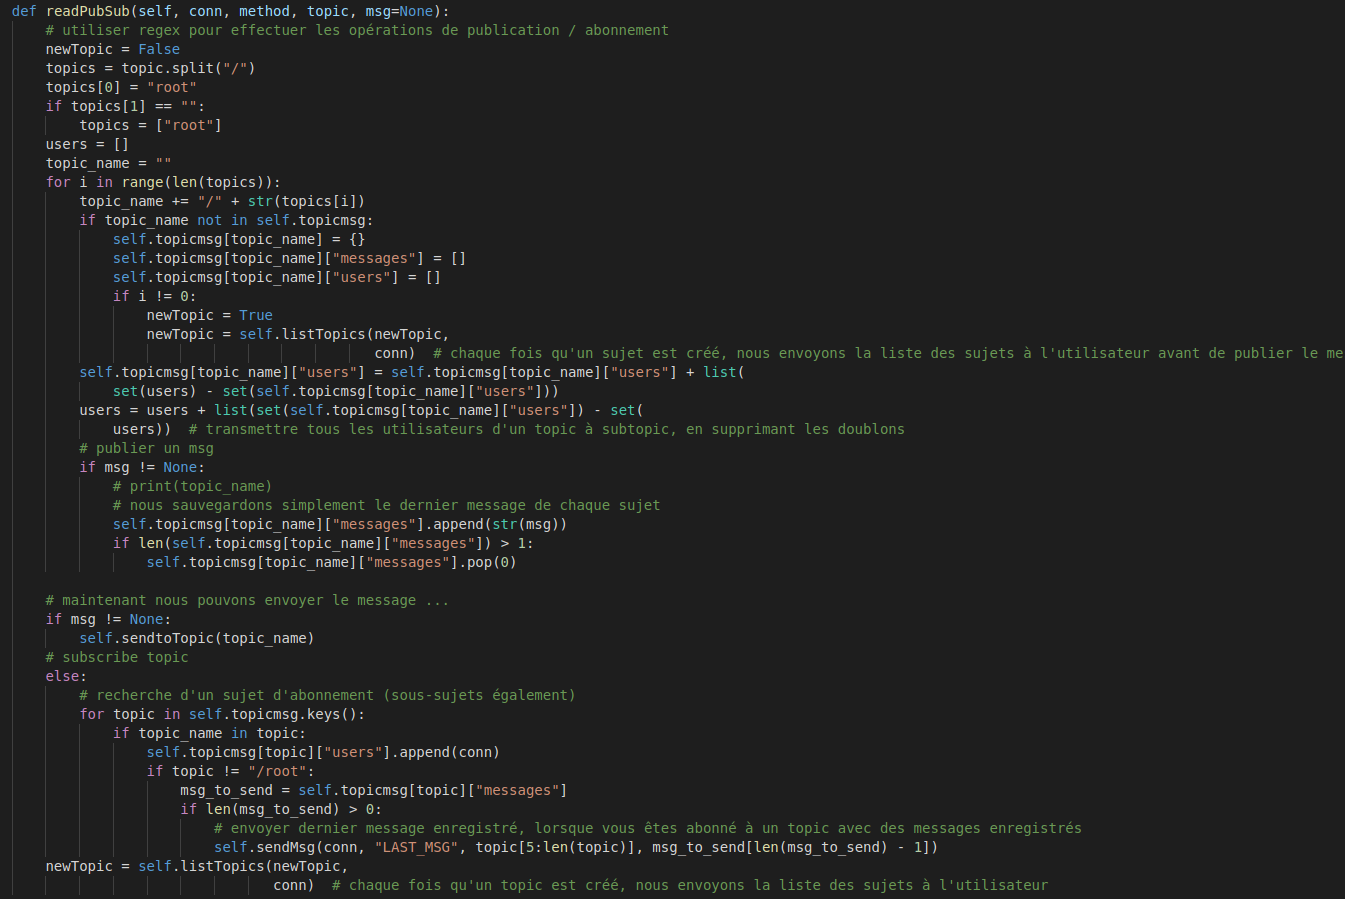 def readPubSub(self, conn, method, topic, msg=None):
    # utiliser regex pour effectuer les opérations de publication / abonnement
    newTopic = False
    topics = topic.split("/")
    topics[0] = "root"
    if topics[1] == "":
        topics = ["root"]
    users = []
    topic_name = ""
    for i in range(len(topics)):
        topic_name += "/" + str(topics[i])
        if topic_name not in self.topicmsg:
            self.topicmsg[topic_name] = {}
            self.topicmsg[topic_name]["messages"] = []
            self.topicmsg[topic_name]["users"] = []
            if i != 0:
                newTopic = True
                newTopic = self.listTopics(newTopic,
                                           conn)  # chaque fois qu'un sujet est créé, nous envoyons la liste des sujets à l'utilisateur avant de publier le me
        self.topicmsg[topic_name]["users"] = self.topicmsg[topic_name]["users"] + list(
            set(users) - set(self.topicmsg[topic_name]["users"]))
        users = users + list(set(self.topicmsg[topic_name]["users"]) - set(
            users))  # transmettre tous les utilisateurs d'un topic à subtopic, en supprimant les doublons
        # publier un msg
        if msg != None:
            # print(topic_name)
            # nous sauvegardons simplement le dernier message de chaque sujet
            self.topicmsg[topic_name]["messages"].append(str(msg))
            if len(self.topicmsg[topic_name]["messages"]) > 1:
                self.topicmsg[topic_name]["messages"].pop(0)

    # maintenant nous pouvons envoyer le message ...
    if msg != None:
        self.sendtoTopic(topic_name)
    # subscribe topic
    else:
        # recherche d'un sujet d'abonnement (sous-sujets également)
        for topic in self.topicmsg.keys():
            if topic_name in topic:
                self.topicmsg[topic]["users"].append(conn)
                if topic != "/root":
                    msg_to_send = self.topicmsg[topic]["messages"]
                    if len(msg_to_send) > 0:
                        # envoyer dernier message enregistré, lorsque vous êtes abonné à un topic avec des messages enregistrés
                        self.sendMsg(conn, "LAST_MSG", topic[5:len(topic)], msg_to_send[len(msg_to_send) - 1])
    newTopic = self.listTopics(newTopic,
                               conn)  # chaque fois qu'un topic est créé, nous envoyons la liste des sujets à l'utilisateur